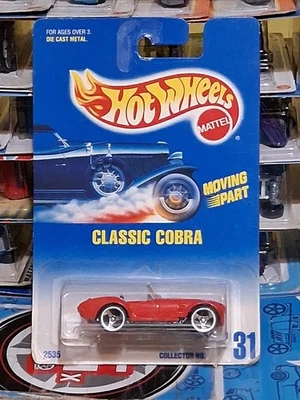 FOR AGES OVER 3.
DIE CAST METAL.
Hot Wheels
MATTEL
MOVING
PART
CLASSIC COBRA
2535
COLLECTOR NO.
31